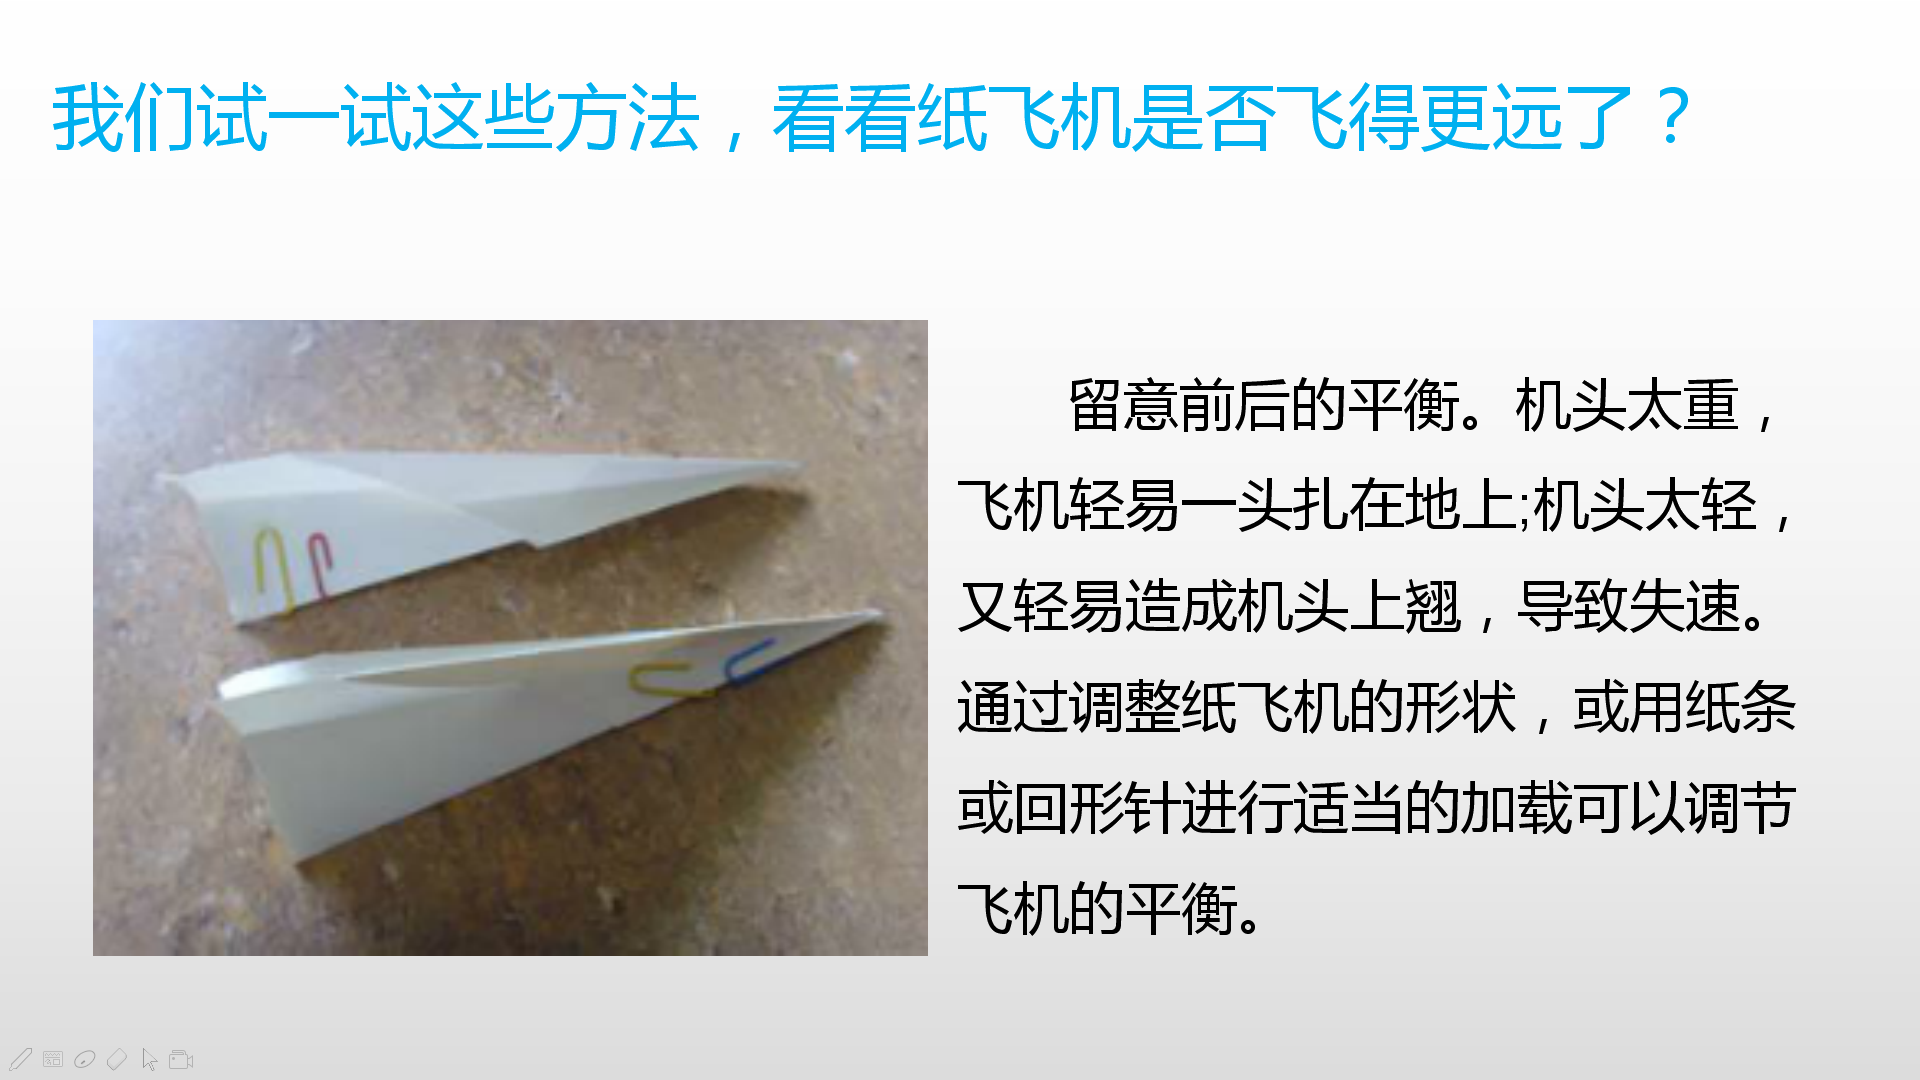 我们试一试这些方法，看看纸飞机是否飞得更远了？
留意前后的平衡。机头太重，
飞机轻易一头扎在地上;机头太轻，
又轻易造成机头上翘，导致失速。
通过调整纸飞机的形状，或用纸条
或回形针进行适当的加载可以调节
飞机的平衡。